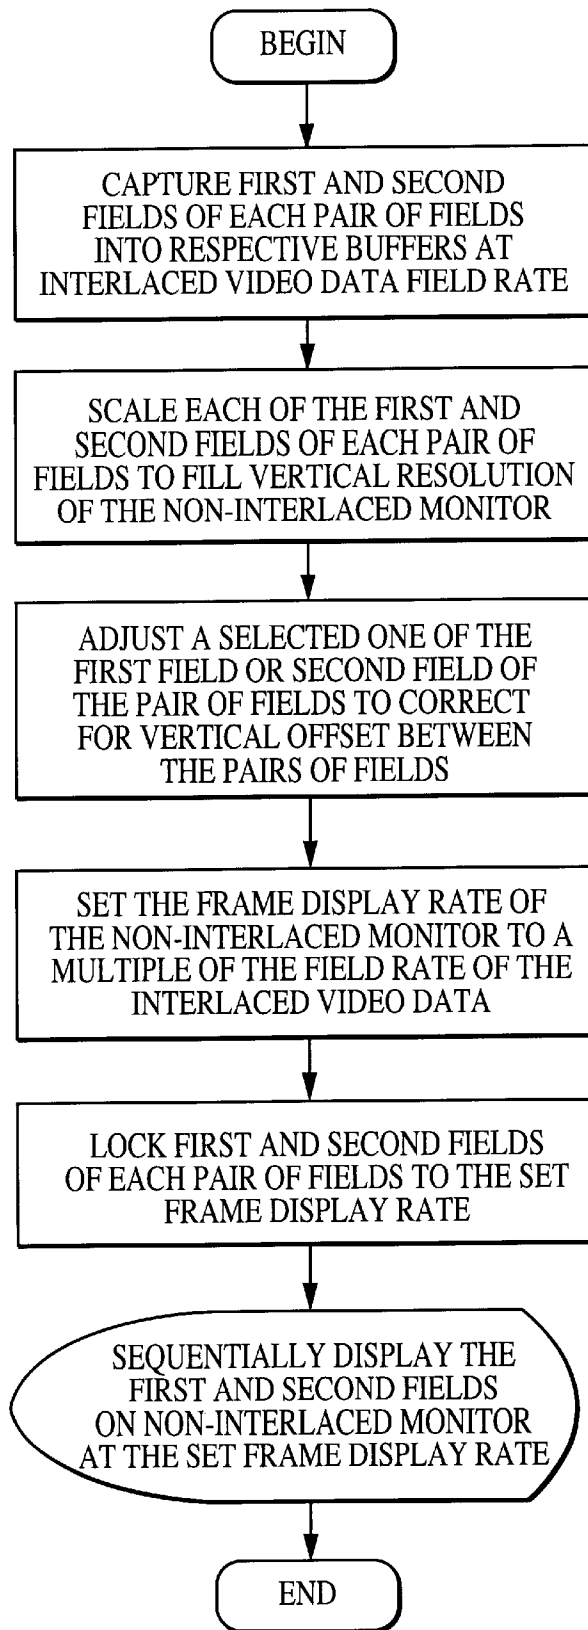 BEGIN
CAPTURE FIRST AND SECOND
FIELDS OF EACH PAIR OF FIELDS
INTO RESPECTIVE BUFFERS AT
INTERLACED VIDEO DATA FIELD RATE
SCALE EACH OF THE FIRST AND
SECOND FIELDS OF EACH PAIR OF
FIELDS TO FILL VERTICAL RESOLUTION
OF THE NON-INTERLACED MONITOR
ADJUST A SELECTED ONE OF THE
FIRST FIELD OR SECOND FIELD OF
THE PAIR OF FIELDS TO CORRECT
FOR VERTICAL OFFSET BETWEEN
THE PAIRS OF FIELDS
SET THE FRAME DISPLAY RATE OF
THE NON-INTERLACED MONITOR TO A
MULTIPLE OF THE FIELD RATE OF THE
INTERLACED VIDEO DATA
LOCK FIRST AND SECOND FIELDS
OF EACH PAIR OF FIELDS TO THE SET
FRAME DISPLAY RATE
SEQUENTIALLY DISPLAY THE
FIRST AND SECOND FIELDS
ON NON-INTERLACED MONITOR
AT THE SET FRAME DISPLAY RATE
END